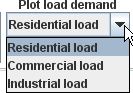 Plot load demand
Residential load
Residential load
Commercial load
Industrial load